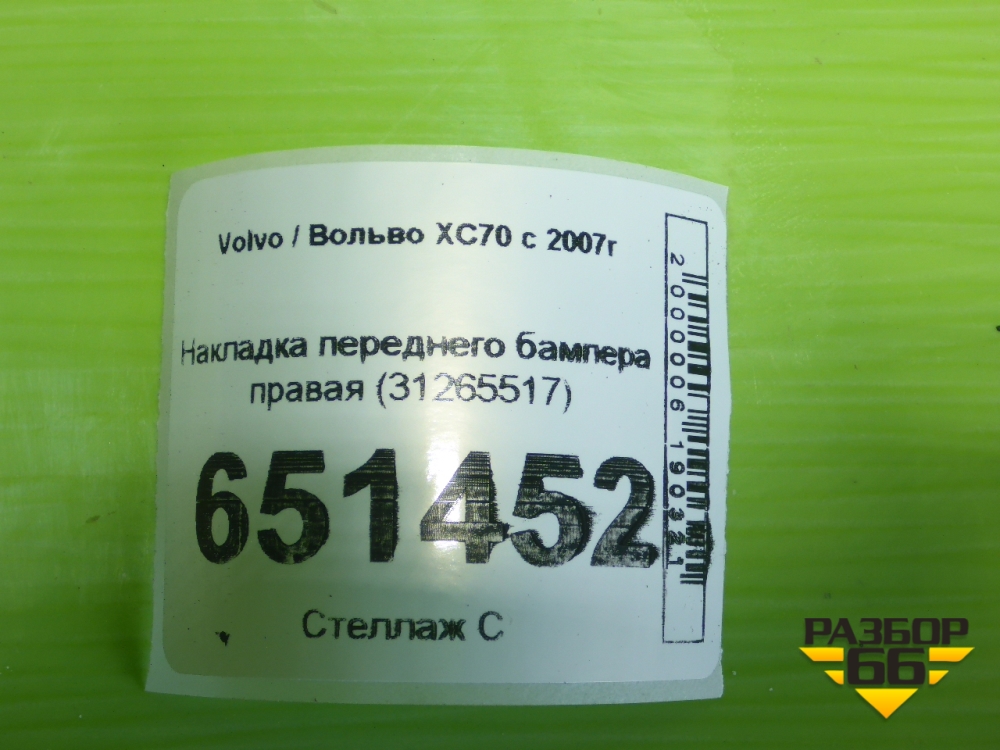 Volvo / Вольво XC70 с 2007г
Накладка переднего бампера
правая (31265517)
651452
Стеллаж С
2000006190321
РАЗБОР
66